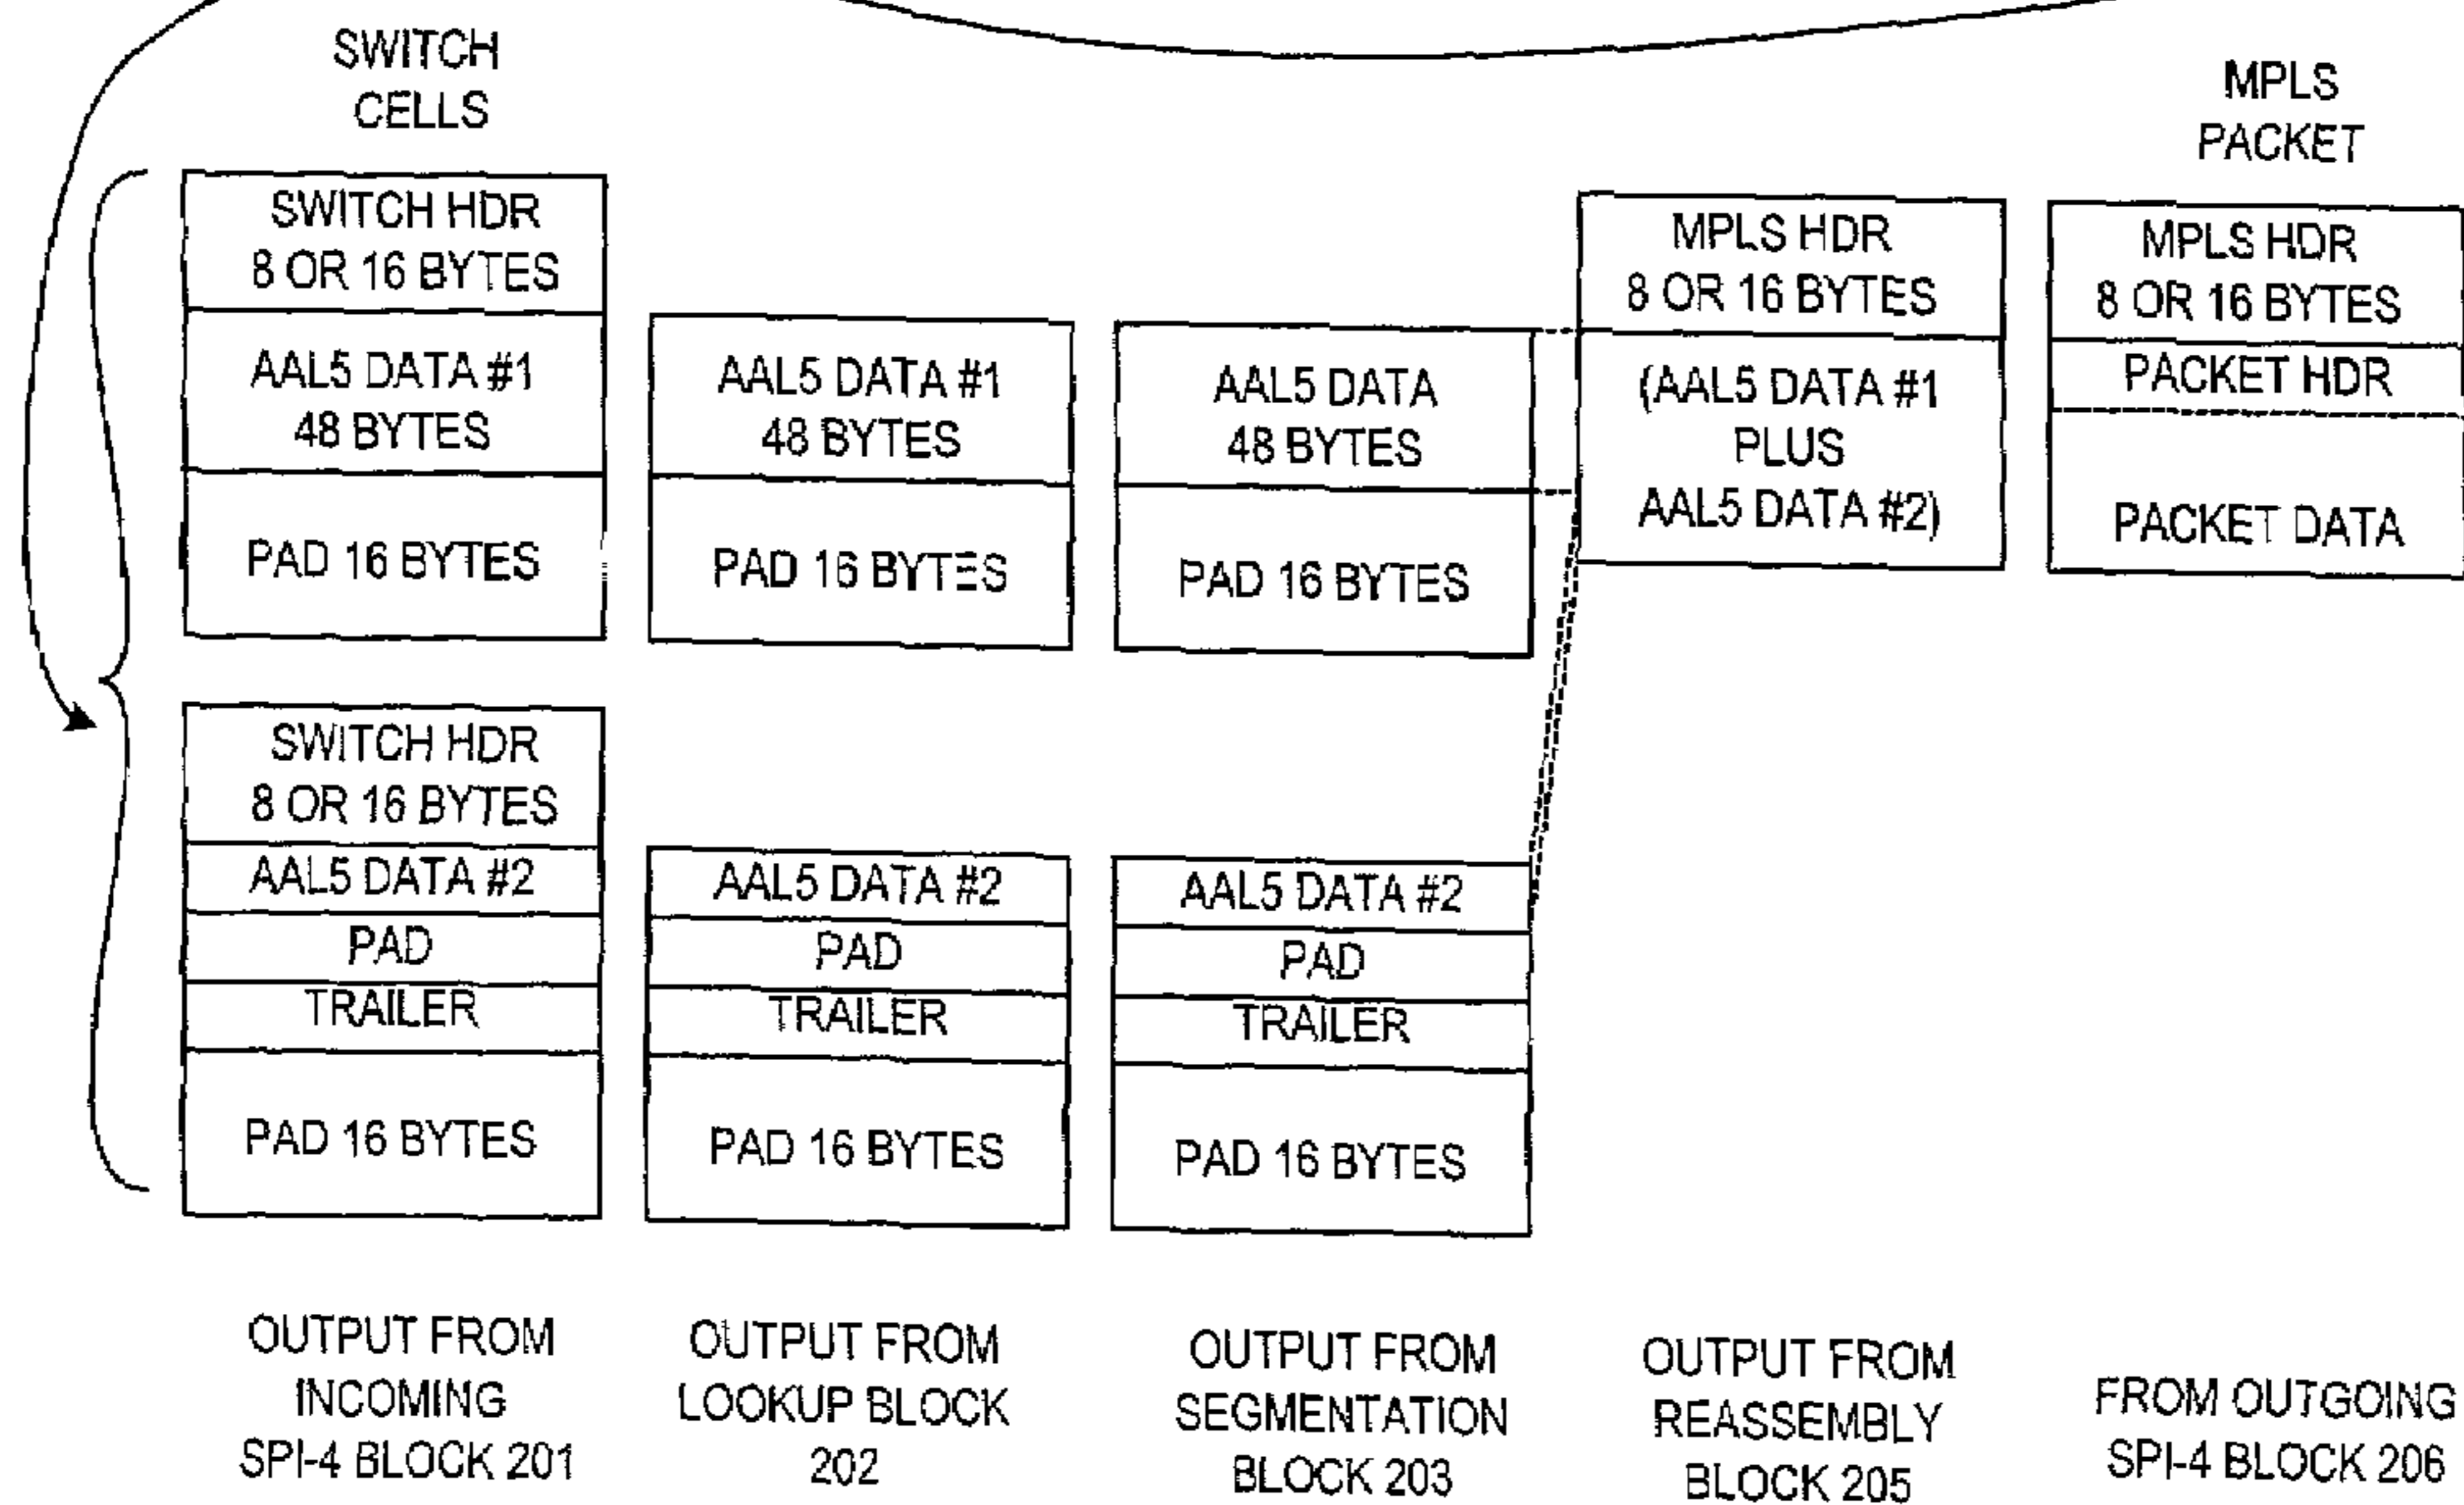 SWITCH
CELLS
SWITCH HDR
8 OR 16 BYTES
AAL5 DATA #1
48 BYTES
PAD 16 BYTES
SWITCH HDR
8 OR 16 BYTES
AAL5 DATA #2
PAD
TRAILER
PAD 16 BYTES
OUTPUT FROM
INCOMING
SPI-4 BLOCK 201
AAL5 DATA #1
48 BYTES
PAD 16 BYTES
AAL5 DATA #2
PAD
TRAILER
PAD 16 BYTES
OUTPUT FROM
LOOKUP BLOCK
202
AAL5 DATA
48 BYTES
PAD 16 BYTES
AAL5 DATA #2
PAD
TRAILER
PAD 16 BYTES
OUTPUT FROM
SEGMENTATION
BLOCK 203
MPLS HDR
8 OR 16 BYTES
(AAL5 DATA #1
PLUS
AAL5 DATA #2)
OUTPUT FROM
REASSEMBLY
BLOCK 205
MPLS
PACKET
MPLS HDR
8 OR 16 BYTES
PACKET HDR
PACKET DATA
FROM OUTGOING
SPI-4 BLOCK 206